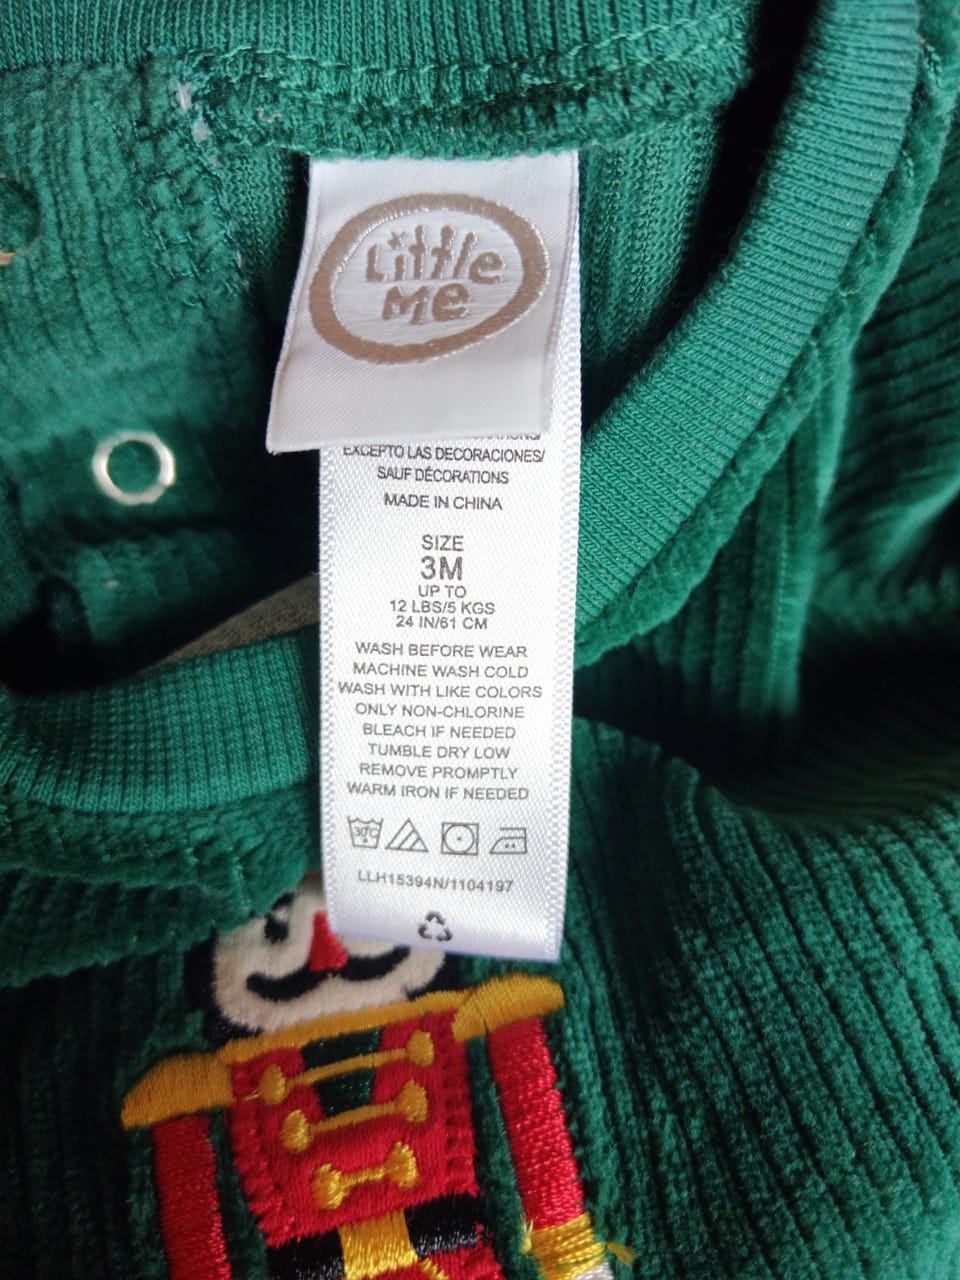 Little
Me
EXCEPTO LAS DECORACIONES/
SAUF DÉCORATIONS
MADE IN CHINA
SIZE
3M
UP TO
12 LBS/5 KGS
24 IN/61 CM
WASH BEFORE WEAR
MACHINE WASH COLD
WASH WITH LIKE COLORS
ONLY NON-CHLORINE
BLEACH IF NEEDED
TUMBLE DRY LOW
REMOVE PROMPTLY
WARM IRON IF NEEDED
30°C
LLH15394N/1104197